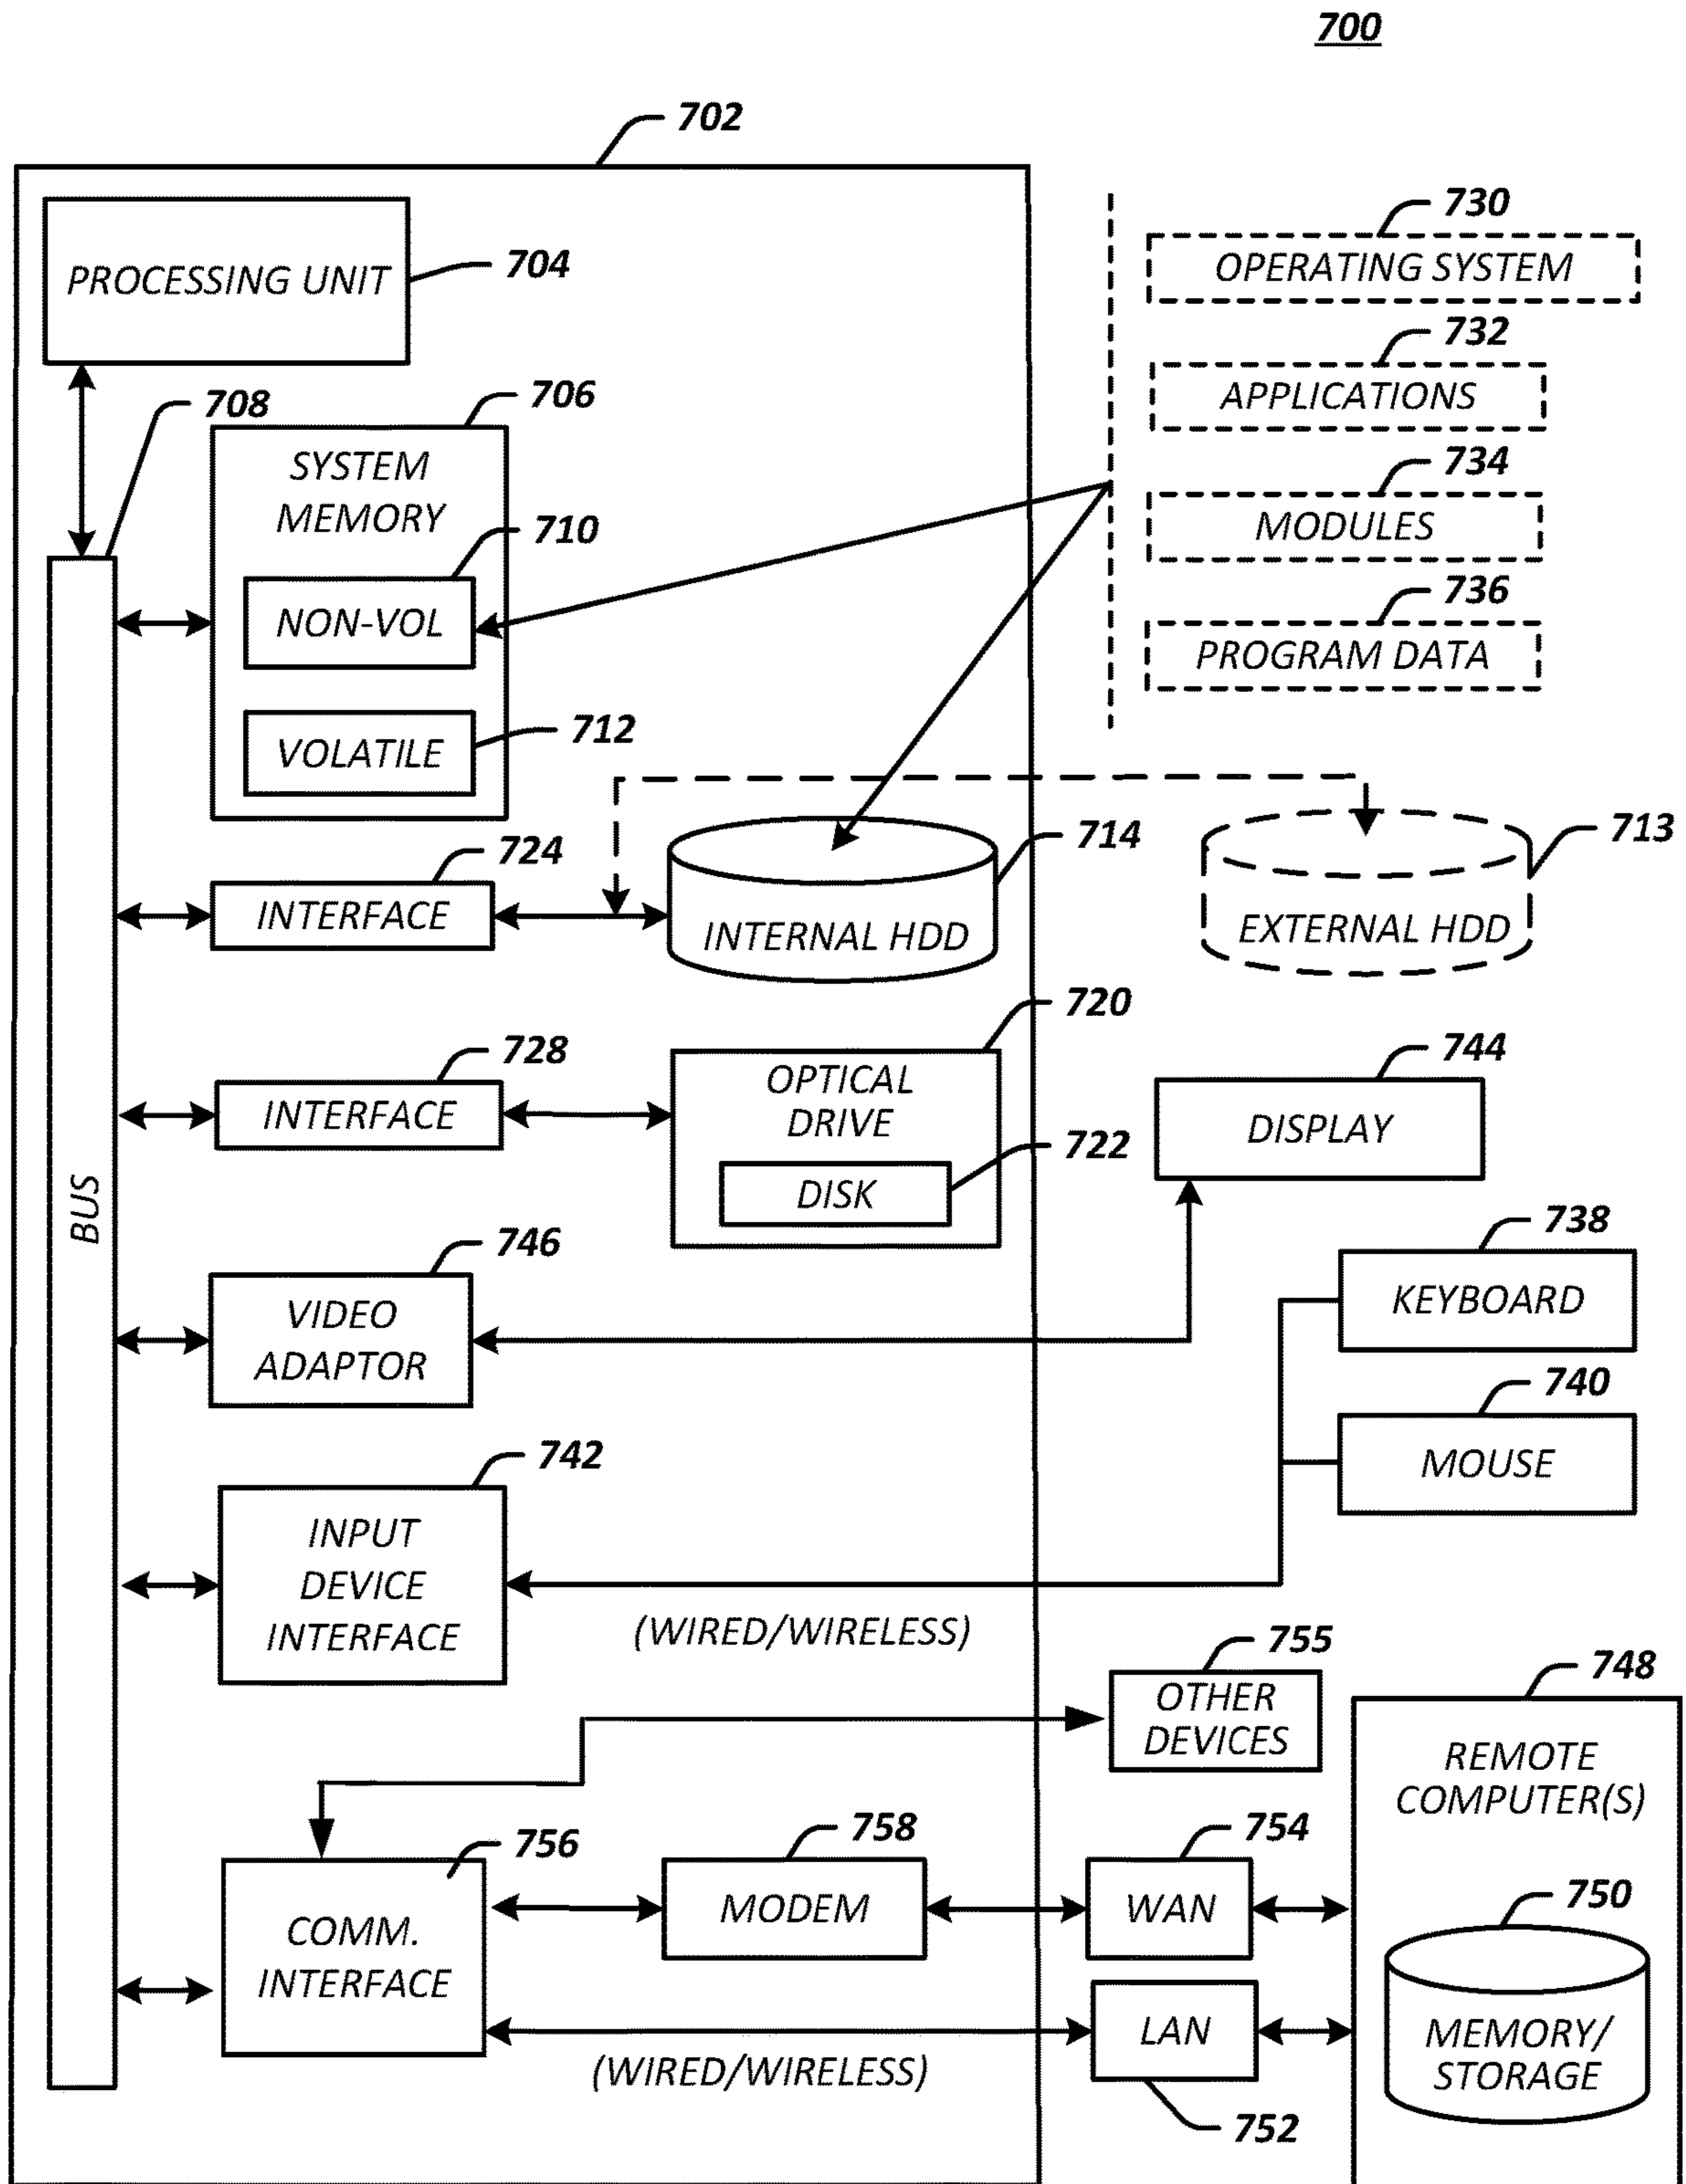 700
702
PROCESSING UNIT
704
730
OPERATING SYSTEM
732
APPLICATIONS
734
MODULES
736
PROGRAM DATA
708
706
SYSTEM
MEMORY
710
NON-VOL
712
VOLATILE
724
INTERFACE
714
INTERNAL HDD
713
EXTERNAL HDD
728
INTERFACE
720
OPTICAL
DRIVE
722
DISK
744
DISPLAY
BUS
746
VIDEO
ADAPTOR
738
KEYBOARD
740
MOUSE
742
INPUT
DEVICE
INTERFACE
(WIRED/WIRELESS)
755
OTHER
DEVICES
748
REMOTE
COMPUTER(S)
756
COMM.
INTERFACE
758
MODEM
754
WAN
750
MEMORY/
STORAGE
LAN
752
(WIRED/WIRELESS)